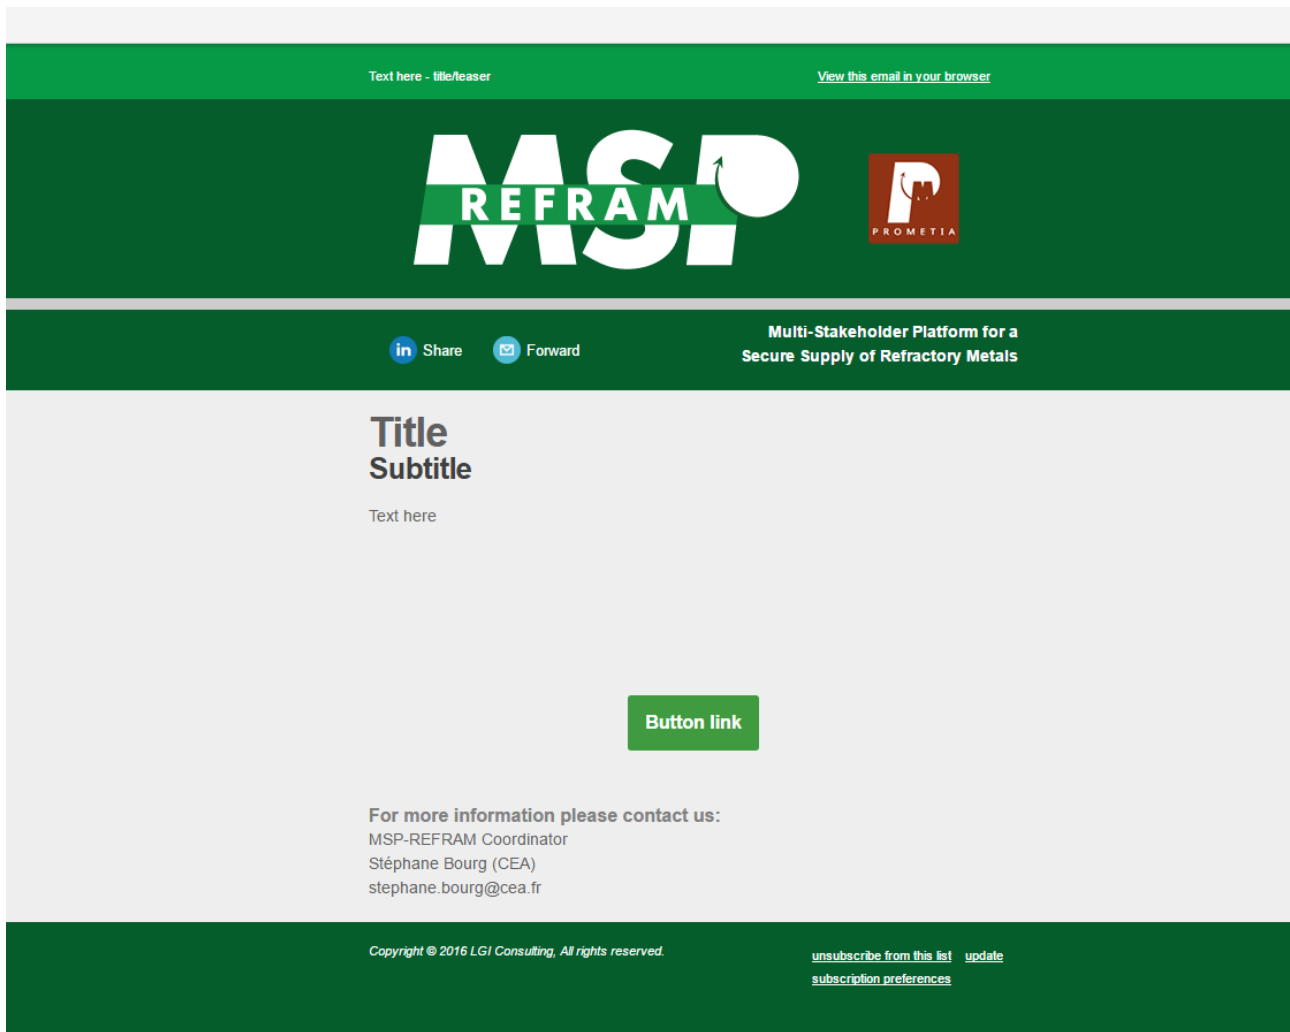 Text here - title/teaser
View this email in your browser
MSP
REFRAM
P
PROMETIA
in Share
Forward
Multi-Stakeholder Platform for a
Secure Supply of Refractory Metals
Title
Subtitle
Text here
Button link
For more information please contact us:
MSP-REFRAM Coordinator
Stéphane Bourg (CEA)
stephane.bourg@cea.fr
Copyright © 2016 LGI Consulting, All rights reserved.
unsubscribe from this list update
subscription preferences